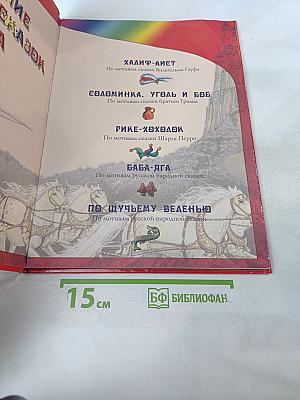 ИЕ
СКАЗОК
ХАЛИФ-АИСТ
По мотивам сказки Вильгельма Гауфа
СОЛОМИНКА, УГОЛЬ И БОБ
По мотивам сказки братьев Гримм
РИКЕ-ХОХОЛОК
По мотивам сказки Шарля Перро
БАБА-ЯГА
По мотивам русской народной сказки
ПО ЩУЧЬЕМУ ВЕЛЕНЬЮ
По мотивам русской народной сказки
15 см
БФ БИБЛИОФАН